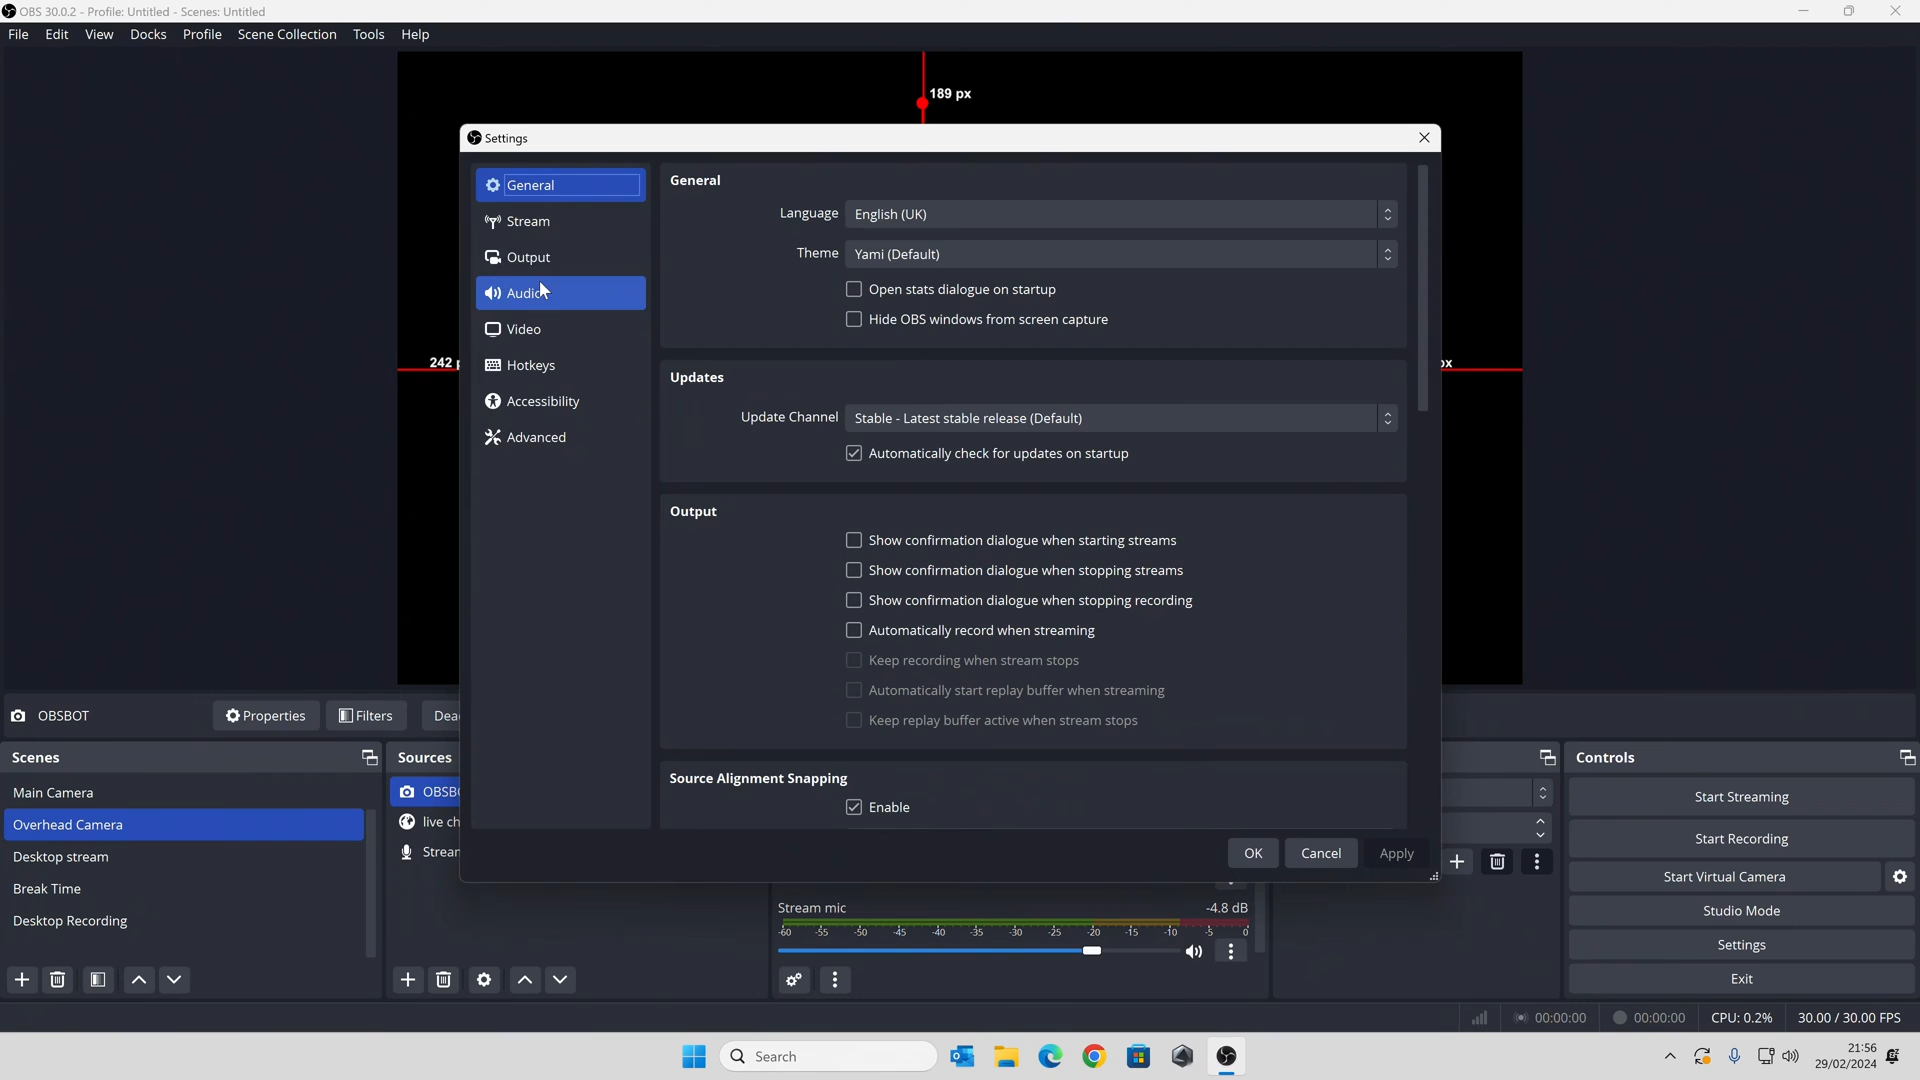 OBS 30.0.2 - Profile: Untitled - Scenes: Untitled
File Edit View Docks Profile Scene Collection Tools Help
189 px
Settings
General
Stream
Output
Audio
Video
Hotkeys
Accessibility
Advanced
General
Language English (UK)
Theme Yami (Default)
Open stats dialogue on startup
Hide OBS windows from screen capture
Updates
Update Channel Stable - Latest stable release (Default)
Automatically check for updates on startup
Output
Show confirmation dialogue when starting streams
Show confirmation dialogue when stopping streams
Show confirmation dialogue when stopping recording
Automatically record when streaming
Keep recording when stream stops
Automatically start replay buffer when streaming
Keep replay buffer active when stream stops
Source Alignment Snapping
Enable
OK Cancel Apply
242 p
px
OBSBOT Properties Filters Dea
Scenes
Main Camera
Overhead Camera
Desktop stream
Break Time
Desktop Recording
Sources
OBSBO
live ch
Stream
Stream mic -4.8 dB
-60 -55 -50 -45 -40 -35 -30 -25 -20 -15 -10 -5 0
Controls
Start Streaming
Start Recording
Start Virtual Camera
Studio Mode
Settings
Exit
00:00:00 00:00:00 CPU: 0.2% 30.00 / 30.00 FPS
Search
21:56
29/02/2024